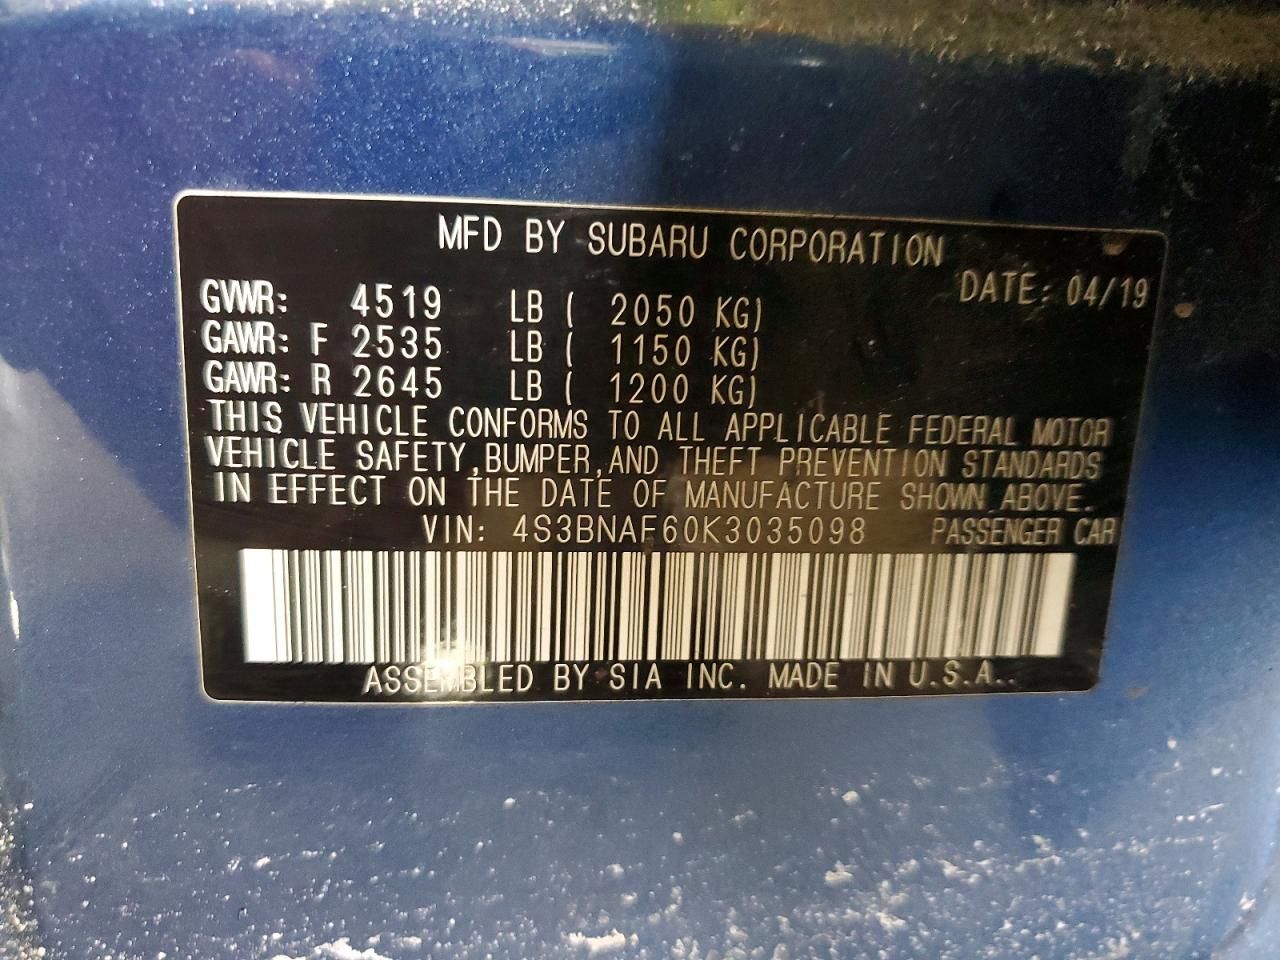 MFD BY SUBARU CORPORATION
DATE: 04/19
GVWR: 4519 LB ( 2050 KG)
GAWR: F 2535 LB ( 1150 KG)
GAWR: R 2645 LB ( 1200 KG)
THIS VEHICLE CONFORMS TO ALL APPLICABLE FEDERAL MOTOR
VEHICLE SAFETY,BUMPER,AND THEFT PREVENTION STANDARDS
IN EFFECT ON THE DATE OF MANUFACTURE SHOWN ABOVE.
VIN: 4S3BNAF60K3035098 PASSENGER CAR
ASSEMBLED BY SIA INC. MADE IN U.S.A..